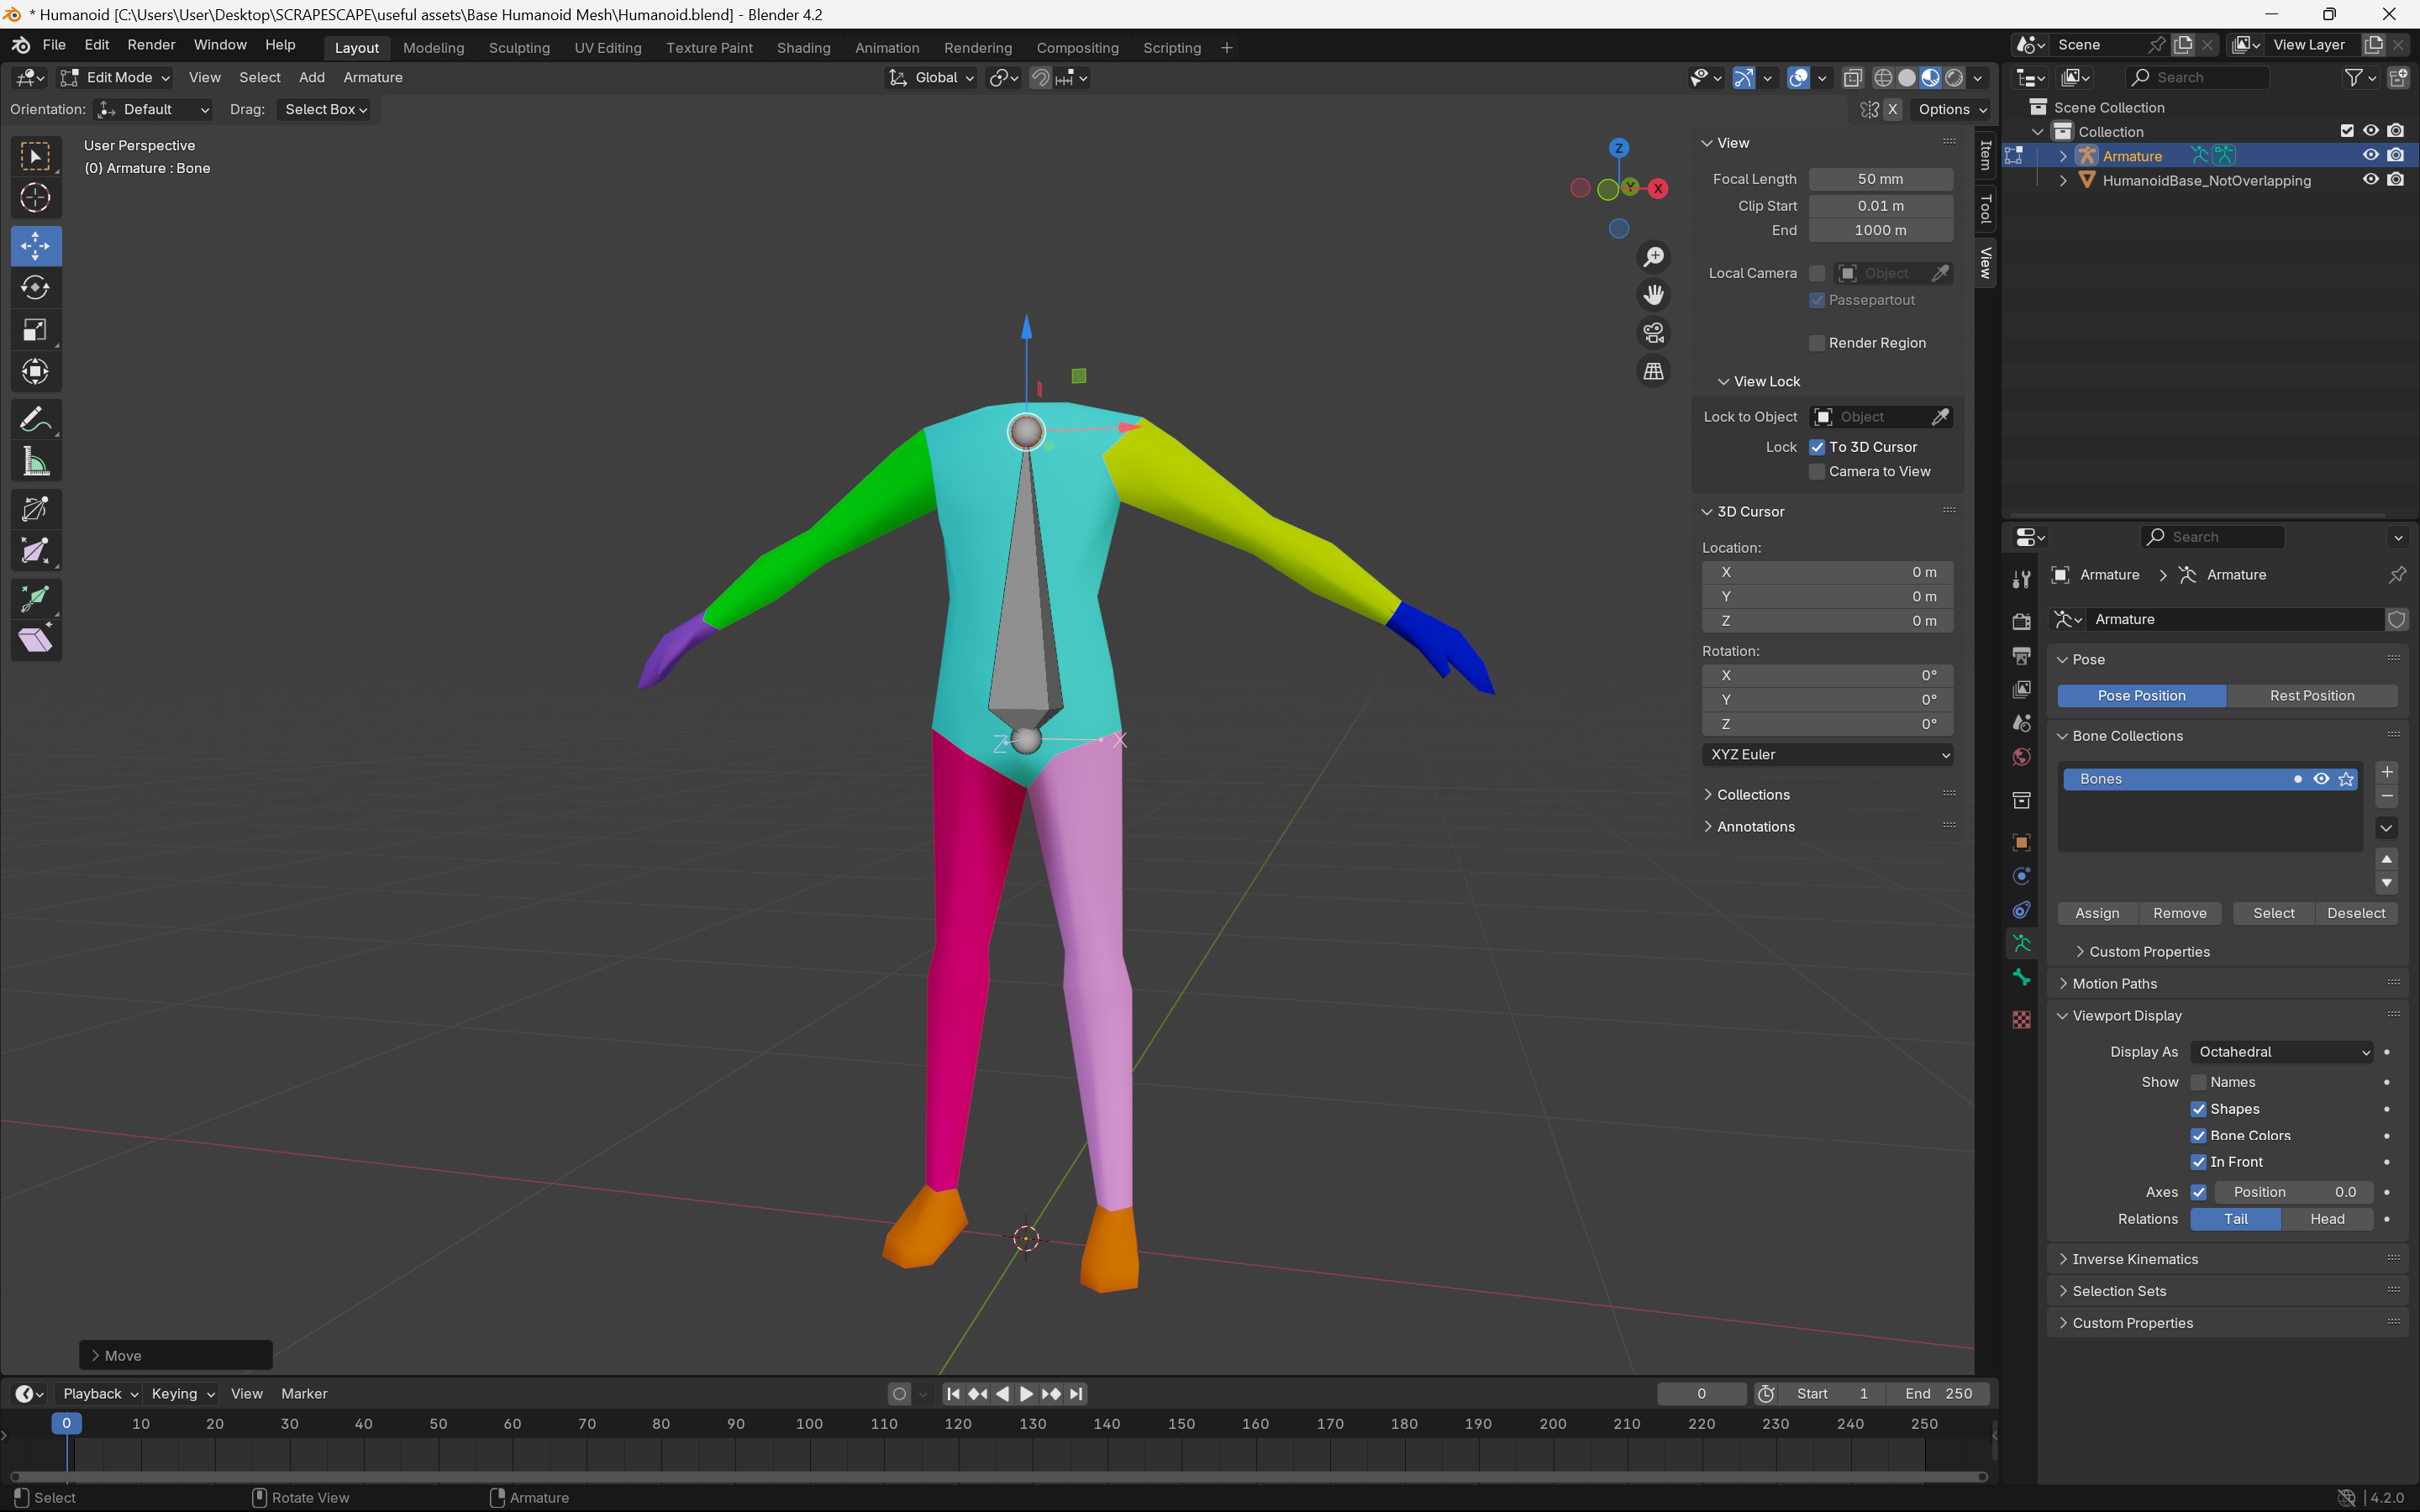 * Humanoid [C:\Users\User\Desktop\SCRAPESCAPE\useful assets\Base Humanoid Mesh\Humanoid.blend] - Blender 4.2
File Edit Render Window Help Layout Modeling Sculpting UV Editing Texture Paint Shading Animation Rendering Compositing Scripting + Scene View Layer
Edit Mode View Select Add Armature Global
Search
Orientation: Default Drag: Select Box X Options
User Perspective
(0) Armature : Bone
Z
Y
X
X
Z
Item
Tool
View
View
Focal Length 50 mm
Clip Start 0.01 m
End 1000 m
Local Camera Object
Passepartout
Render Region
View Lock
Lock to Object Object
Lock To 3D Cursor
Camera to View
3D Cursor
Location:
X 0 m
Y 0 m
Z 0 m
Rotation:
X 0°
Y 0°
Z 0°
XYZ Euler
Collections
Annotations
Scene Collection
Collection
Armature
HumanoidBase_NotOverlapping
Search
Armature Armature
Armature
Pose
Pose Position Rest Position
Bone Collections
Bones
Assign Remove Select Deselect
Custom Properties
Motion Paths
Viewport Display
Display As Octahedral
Show Names
Shapes
Bone Colors
In Front
Axes Position 0.0
Relations Tail Head
Inverse Kinematics
Selection Sets
Custom Properties
Move
Playback Keying View Marker 0 Start 1 End 250
0 10 20 30 40 50 60 70 80 90 100 110 120 130 140 150 160 170 180 190 200 210 220 230 240 250
Select Rotate View Armature 4.2.0